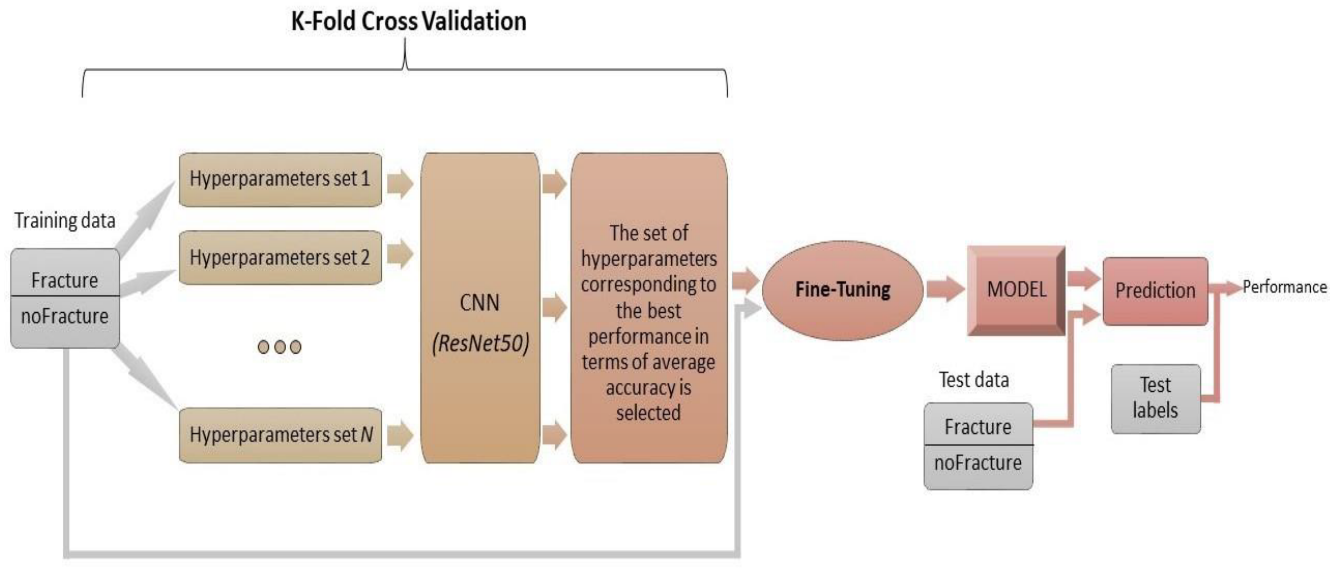 K-Fold Cross Validation
Training data
Fracture
noFracture
Hyperparameters set 1
Hyperparameters set 2
Hyperparameters set N
CNN
(ResNet50)
The set of
hyperparameters
corresponding to
the best
performance in
terms of average
accuracy is
selected
Fine-Tuning
MODEL
Prediction
Performance
Test data
Fracture
noFracture
Test
labels